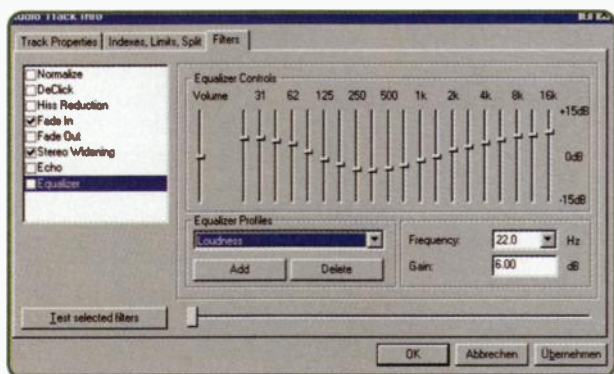 Audio Track Info
Track Properties
Indexes, Limits, Split
Filters
Normalize
DeClick
Hiss Reduction
Fade In
Fade Out
Stereo Widening
Echo
Equalizer
Equalizer Controls
Volume 31 62 125 250 500 1k 2k 4k 8k 16k
+15dB
0dB
-15dB
Equalizer Profiles
Loudness
Add
Delete
Frequency: 22.0 Hz
Gain: 6.00 dB
Test selected filters
OK
Abbrechen
Übernehmen